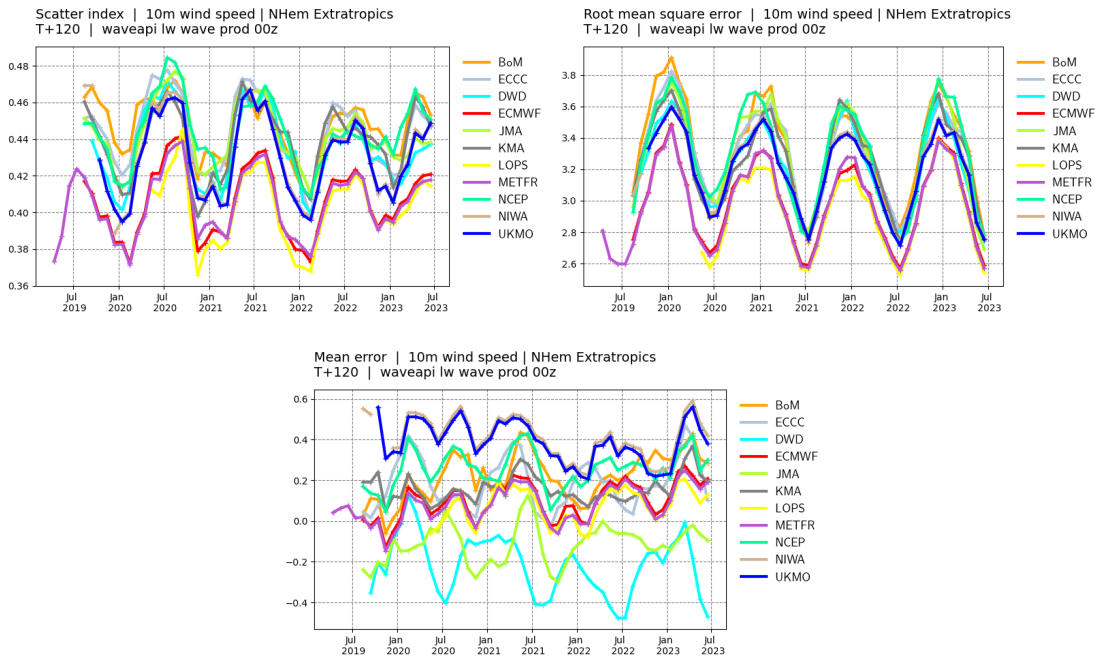 Scatter index | 10m wind speed | NHem Extratropics
T+120 | waveapi lw wave prod 00z
0.48
0.46
0.44
0.42
0.40
0.38
0.36
Jul 2019
Jan 2020
Jul 2020
Jan 2021
Jul 2021
Jan 2022
Jul 2022
Jan 2023
Jul 2023
BoM
ECCC
DWD
ECMWF
JMA
KMA
LOPS
METFR
NCEP
NIWA
UKMO
Root mean square error | 10m wind speed | NHem Extratropics
T+120 | waveapi lw wave prod 00z
3.8
3.6
3.4
3.2
3.0
2.8
2.6
Jul 2019
Jan 2020
Jul 2020
Jan 2021
Jul 2021
Jan 2022
Jul 2022
Jan 2023
Jul 2023
BoM
ECCC
DWD
ECMWF
JMA
KMA
LOPS
METFR
NCEP
NIWA
UKMO
Mean error | 10m wind speed | NHem Extratropics
T+120 | waveapi lw wave prod 00z
0.6
0.4
0.2
0.0
−0.2
−0.4
Jul 2019
Jan 2020
Jul 2020
Jan 2021
Jul 2021
Jan 2022
Jul 2022
Jan 2023
Jul 2023
BoM
ECCC
DWD
ECMWF
JMA
KMA
LOPS
METFR
NCEP
NIWA
UKMO